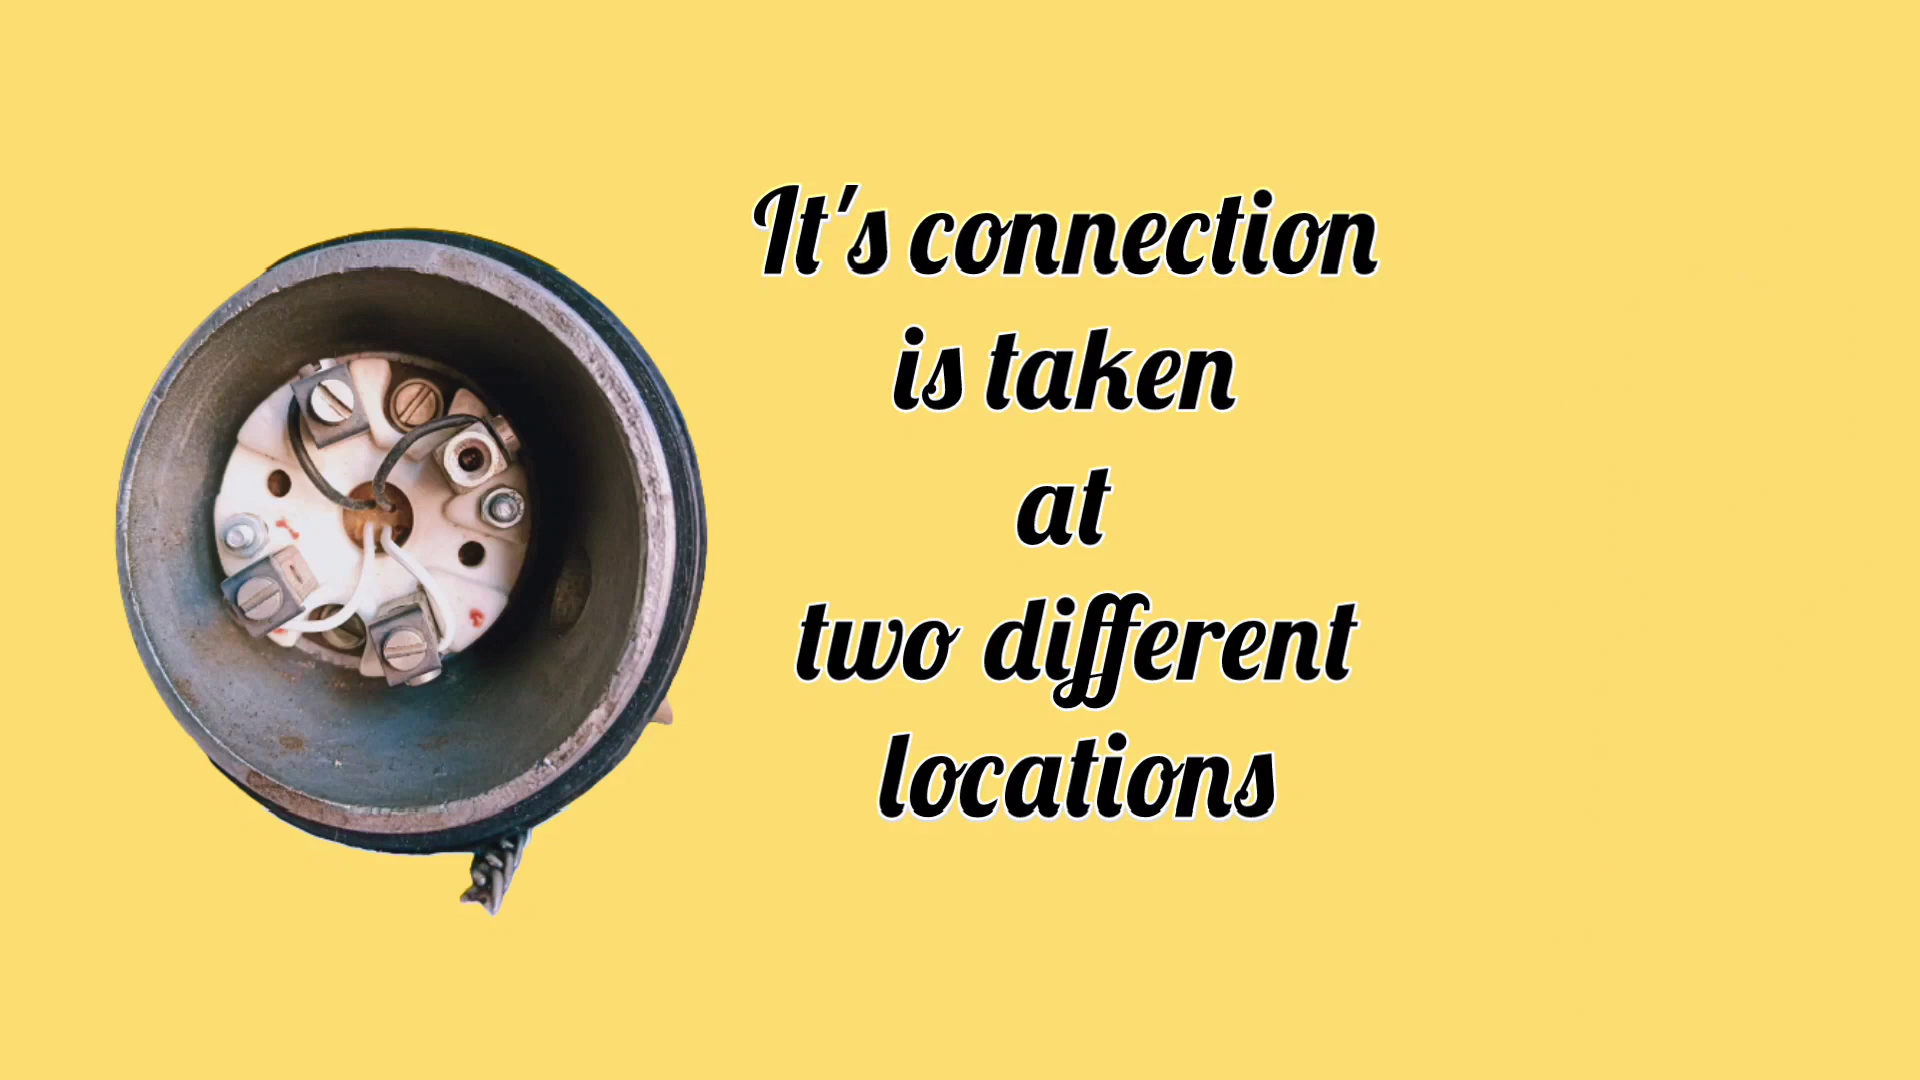 It's connection
is taken
at
two different
locations